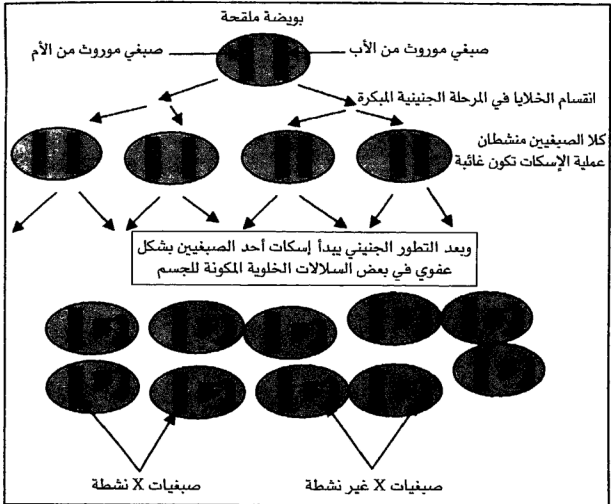 بويضة ملقحة
صبغي موروث من الأب
صبغي موروث من الأم
انقسام الخلايا في المرحلة الجنينية المبكرة
كلا الصبغيين منشطان
عملية الإسكات تكون غائبة
وبعد التطور الجنيني يبدأ إسكات أحد الصبغيين بشكل
عفوي في بعض السلالات الخلوية المكونة للجسم
صبغيات X غير نشطة
صبغيات X نشطة